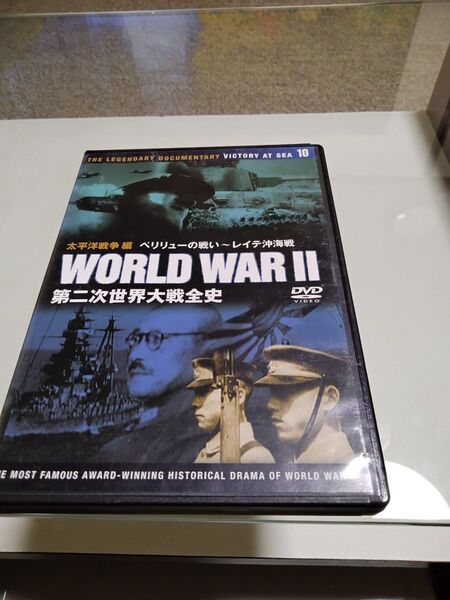 THE LEGENDARY DOCUMENTARY VICTORY AT SEA 10
太平洋戦争 編 ペリリューの戦い～レイテ沖海戦
WORLD WAR II
第二次世界大戦全史
DVD
VIDEO
THE MOST FAMOUS AWARD-WINNING HISTORICAL DRAMA OF WORLD WAR